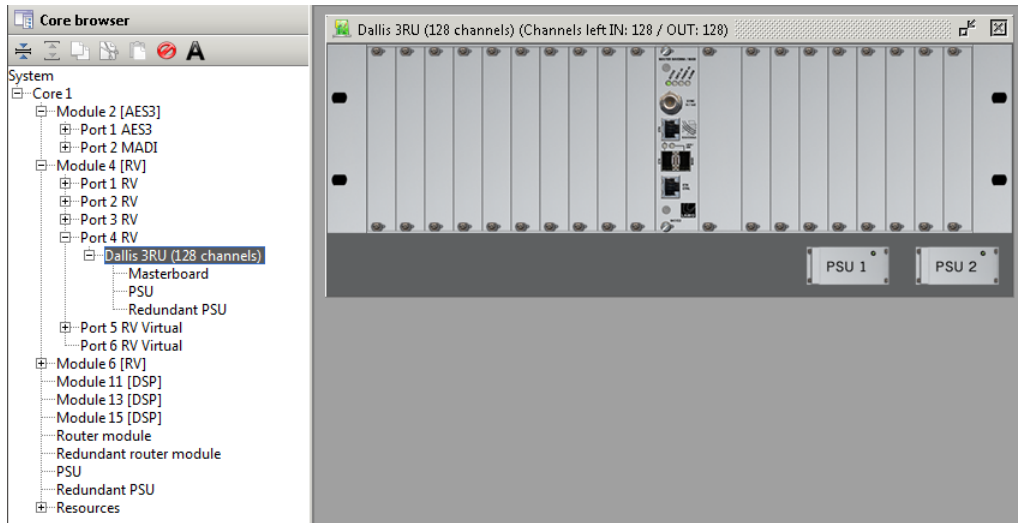 Core browser
A
System
Core 1
Module 2 [AES3]
Port 1 AES3
Port 2 MADI
Module 4 [RV]
Port 1 RV
Port 2 RV
Port 3 RV
Port 4 RV
Dallis 3RU (128 channels)
Masterboard
PSU
Redundant PSU
Port 5 RV Virtual
Port 6 RV Virtual
Module 6 [RV]
Module 11 [DSP]
Module 13 [DSP]
Module 15 [DSP]
Router module
Redundant router module
PSU
Redundant PSU
Resources
Dallis 3RU (128 channels) (Channels left IN: 128 / OUT: 128)
PSU 1
PSU 2